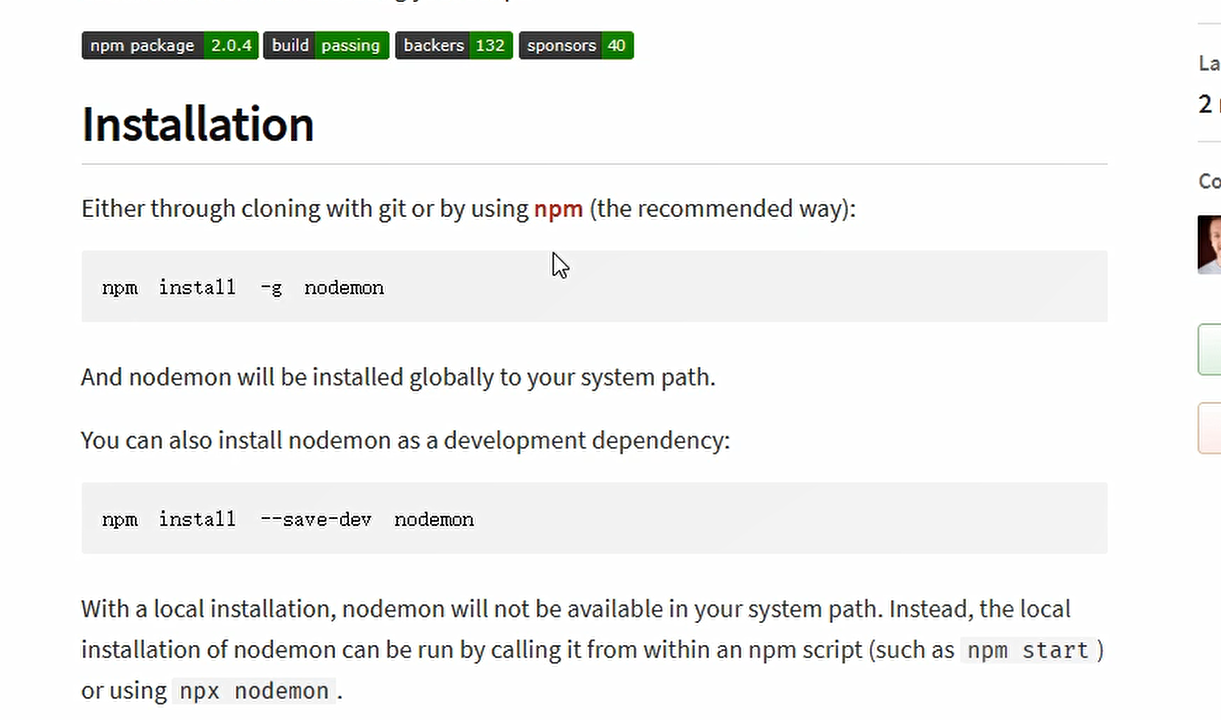 npm package 2.0.4 build passing backers 132 sponsors 40
Installation
Either through cloning with git or by using npm (the recommended way):
npm install -g nodemon
And nodemon will be installed globally to your system path.
You can also install nodemon as a development dependency:
npm install --save-dev nodemon
With a local installation, nodemon will not be available in your system path. Instead, the local
installation of nodemon can be run by calling it from within an npm script (such as npm start )
or using npx nodemon .
La
2
Co